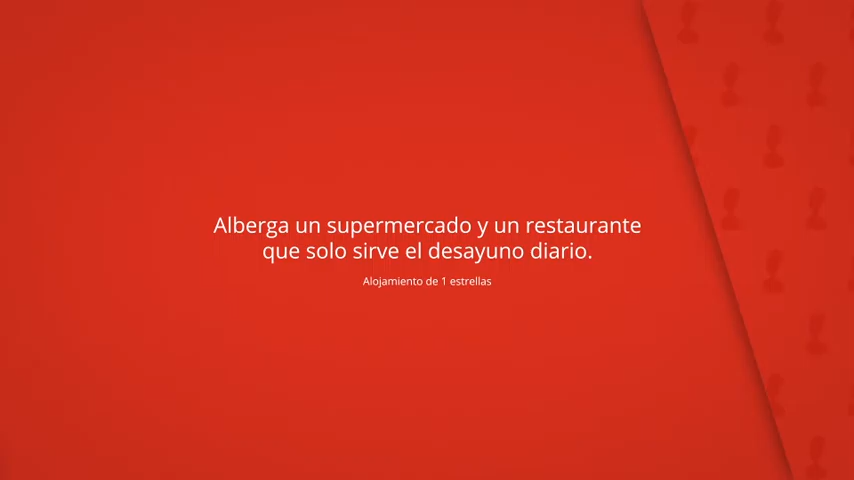 Alberga un supermercado y un restaurante
que solo sirve el desayuno diario.
Alojamiento de 1 estrellas